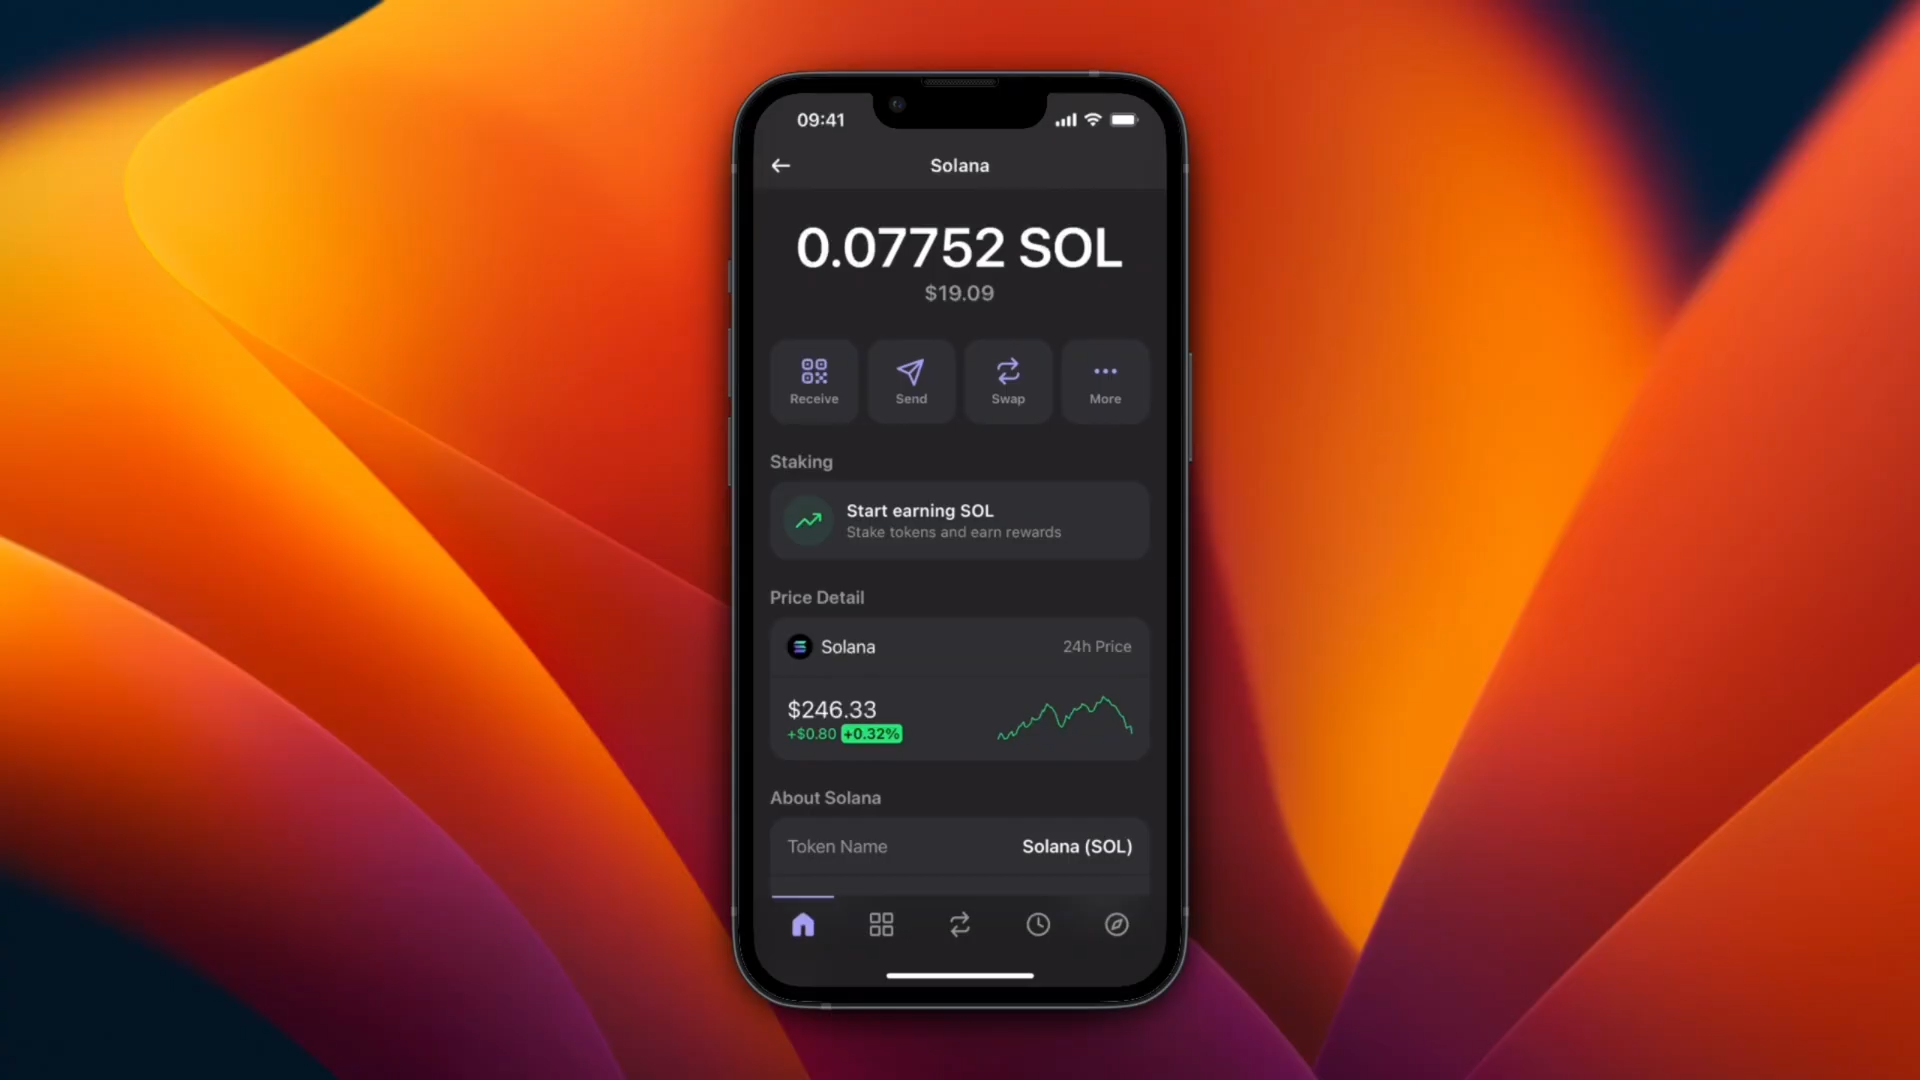 09:41
Solana
0.07752 SOL
$19.09
Receive Send Swap More
Staking
Start earning SOL
Stake tokens and earn rewards
Price Detail
Solana 24h Price
$246.33
+$0.80 +0.32%
About Solana
Token Name Solana (SOL)